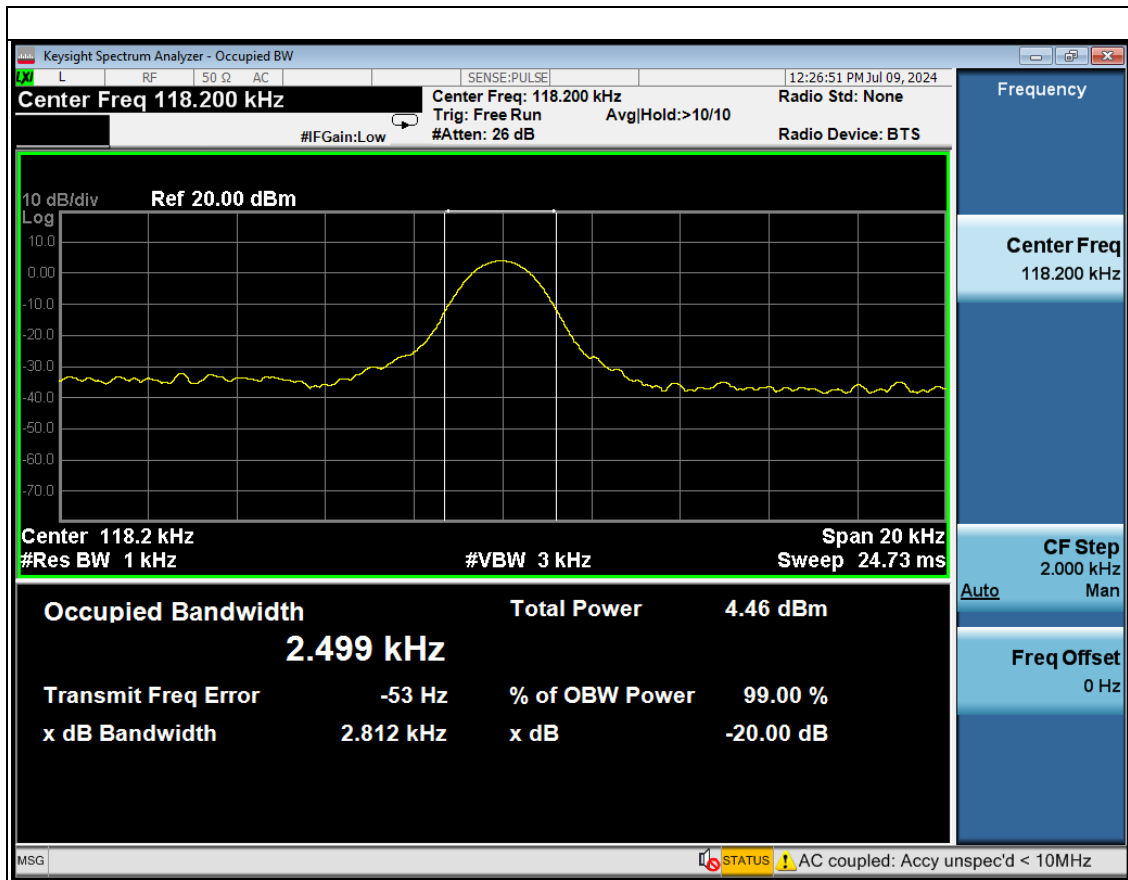 Keysight Spectrum Analyzer - Occupied BW
LXI L RF 50 Ω AC SENSE:PULSE 12:26:51 PM Jul 09, 2024
Center Freq 118.200 kHz
Center Freq: 118.200 kHz Radio Std: None
Trig: Free Run Avg|Hold:>10/10
#IFGain:Low #Atten: 26 dB Radio Device: BTS
10 dB/div Ref 20.00 dBm
Log
10.0
0.00
-10.0
-20.0
-30.0
-40.0
-50.0
-60.0
-70.0
Center 118.2 kHz Span 20 kHz
#Res BW 1 kHz #VBW 3 kHz Sweep 24.73 ms
Occupied Bandwidth Total Power 4.46 dBm
2.499 kHz
Transmit Freq Error -53 Hz % of OBW Power 99.00 %
x dB Bandwidth 2.812 kHz x dB -20.00 dB
Frequency
Center Freq
118.200 kHz
CF Step
2.000 kHz
Auto Man
Freq Offset
0 Hz
MSG STATUS AC coupled: Accy unspec'd < 10MHz